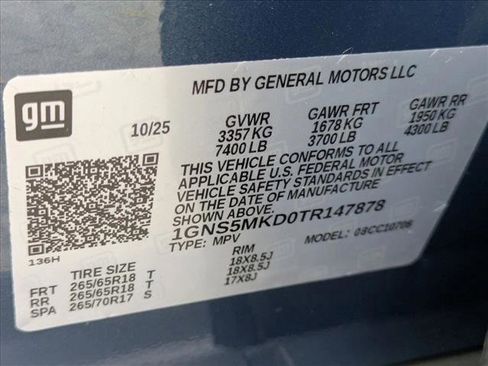 MFD BY GENERAL MOTORS LLC
gm
10/25 GVWR GAWR FRT GAWR RR
3357 KG 1678 KG 1950 KG
7400 LB 3700 LB 4300 LB
THIS VEHICLE CONFORMS TO ALL
APPLICABLE U.S. FEDERAL MOTOR
VEHICLE SAFETY STANDARDS IN EFFECT
ON THE DATE OF MANUFACTURE
SHOWN ABOVE.
1GNS5MKD0TR147878
TYPE: MPV MODEL: 08CC10706
136H
TIRE SIZE RIM
FRT 265/65R18 T 18X8.5J
RR 265/65R18 T 18X8.5J
SPA 265/70R17 S 17X8J